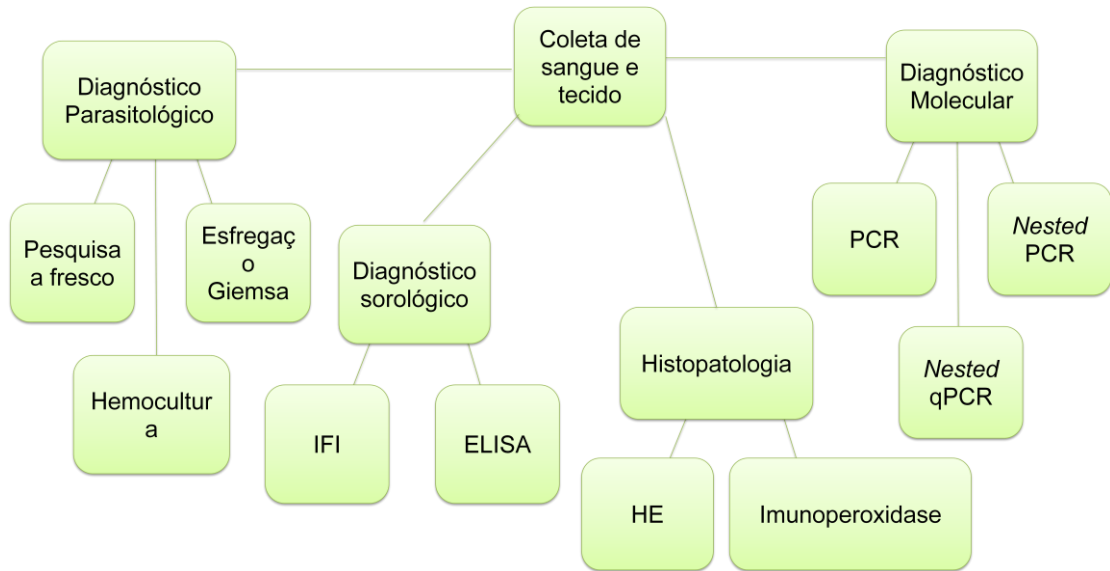 Coleta de
sangue e
tecido
Diagnóstico
Parasitológico
Pesquisa
a fresco
Hemocultur
a
Esfregaç
o
Giemsa
Diagnóstico
sorológico
IFI
ELISA
Histopatologia
HE
Imunoperoxidase
Diagnóstico
Molecular
PCR
Nested
qPCR
Nested
PCR